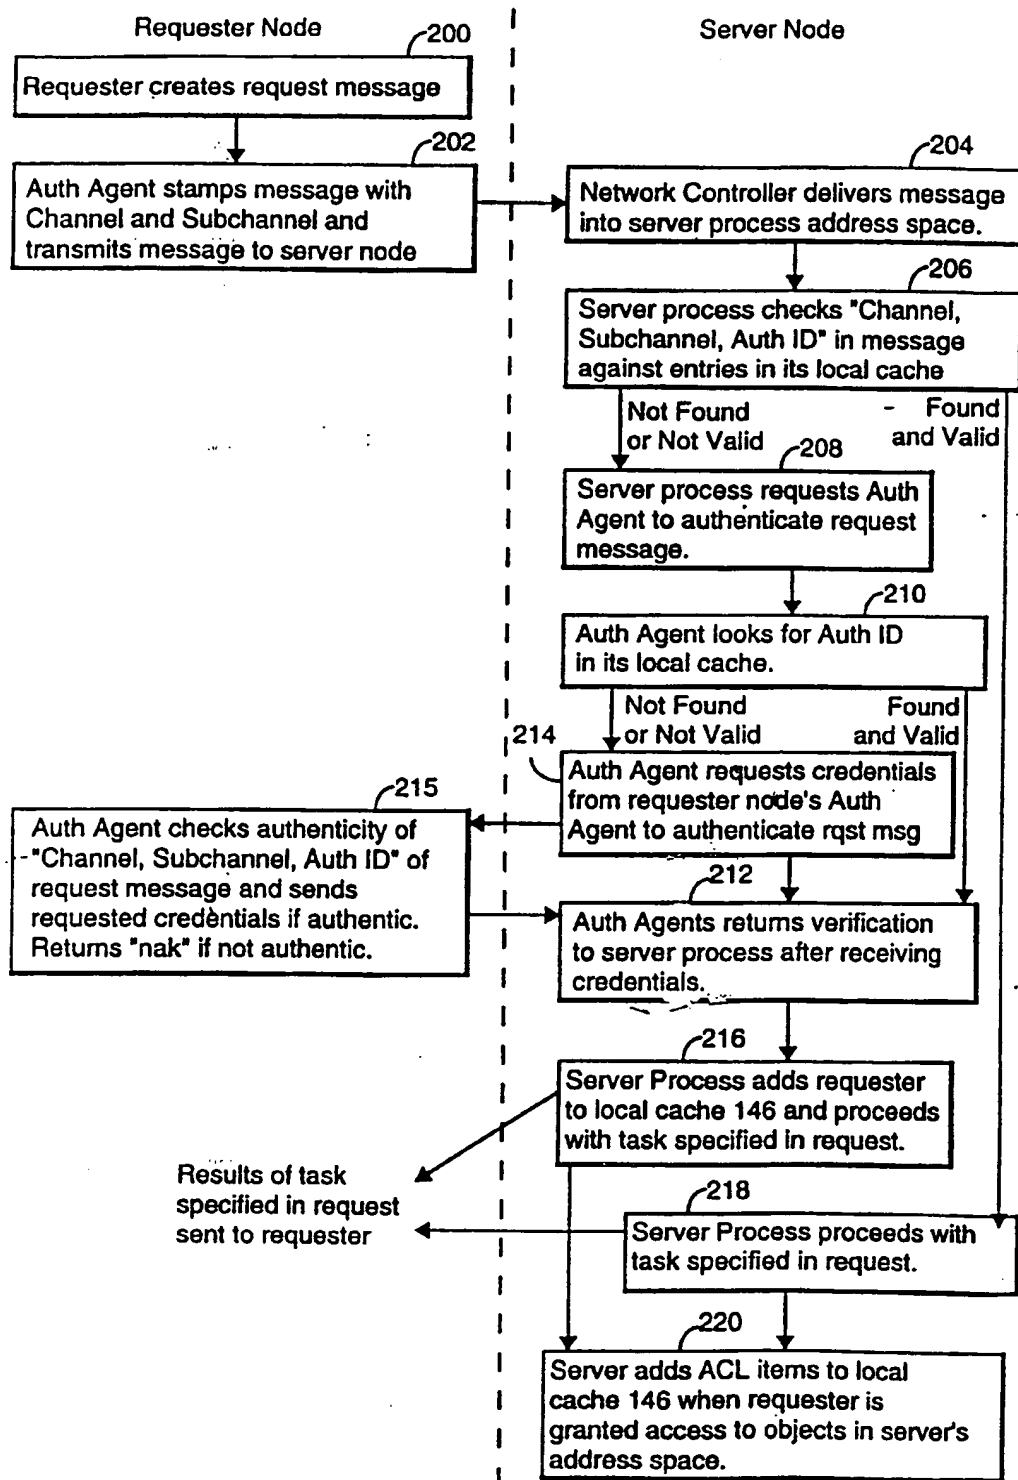 Requester Node
200
Server Node
Requester creates request message
202
Auth Agent stamps message with
Channel and Subchannel and
transmits message to server node
204
Network Controller delivers message
into server process address space.
206
Server process checks "Channel,
Subchannel, Auth ID" in message
against entries in its local cache
Not Found
or Not Valid
Found
and Valid
208
Server process requests Auth
Agent to authenticate request
message.
210
Auth Agent looks for Auth ID
in its local cache.
Not Found
or Not Valid
Found
and Valid
214
Auth Agent requests credentials
from requester node's Auth
Agent to authenticate rqst msg
215
Auth Agent checks authenticity of
"Channel, Subchannel, Auth ID" of
request message and sends
requested credentials if authentic.
Returns "nak" if not authentic.
212
Auth Agents returns verification
to server process after receiving
credentials.
216
Server Process adds requester
to local cache 146 and proceeds
with task specified in request.
Results of task
specified in request
sent to requester
218
Server Process proceeds with
task specified in request.
220
Server adds ACL items to local
cache 146 when requester is
granted access to objects in server's
address space.